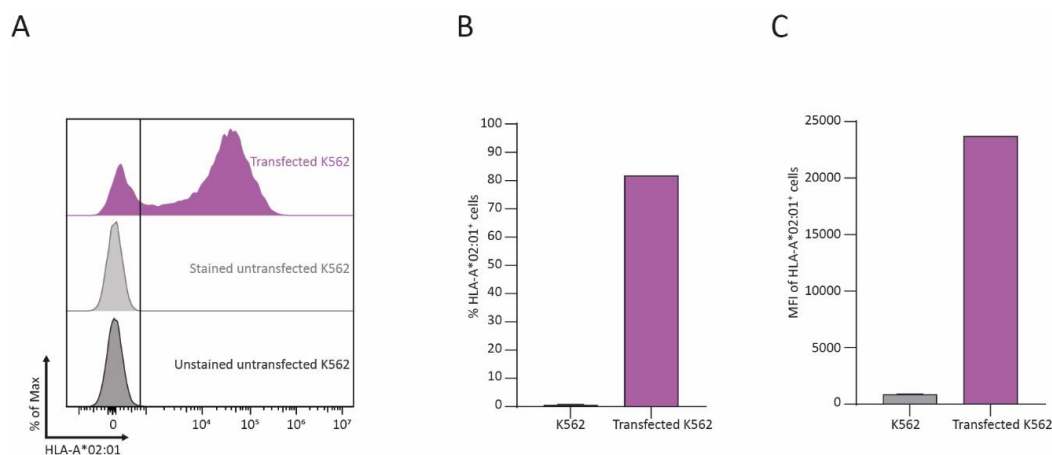 A
Transfected K562
Stained untransfected K562
Unstained untransfected K562
% of Max
0
10⁴
10⁵
10⁶
10⁷
HLA-A*02:01
B
% HLA-A*02:01⁺ cells
100
90
80
70
60
50
40
30
20
10
0
K562
Transfected K562
C
MFI of HLA-A*02:01⁺ cells
25000
20000
15000
10000
5000
0
K562
Transfected K562